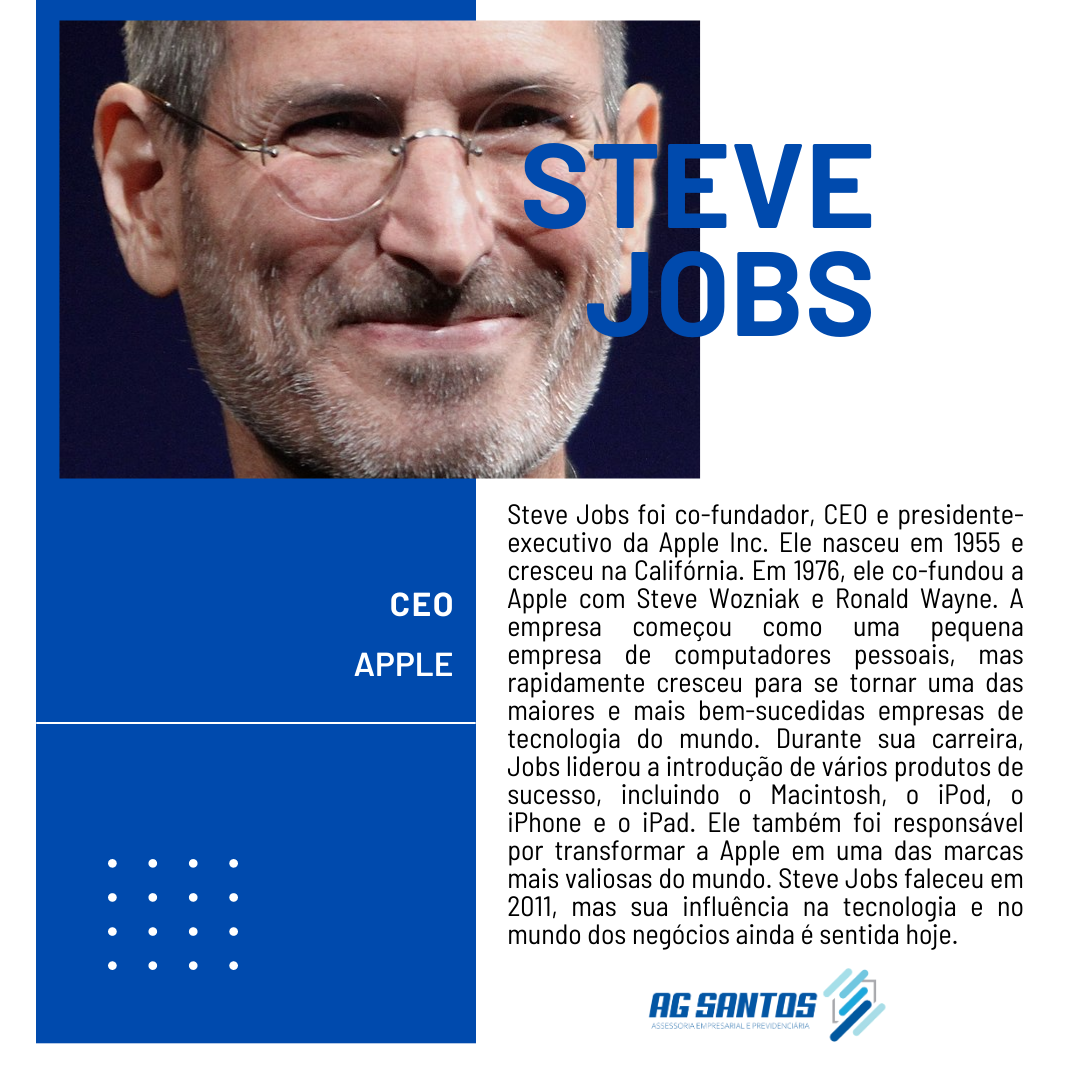 STEVE
JOBS
CEO
APPLE
Steve Jobs foi co-fundador, CEO e presidente-
executivo da Apple Inc. Ele nasceu em 1955 e
cresceu na Califórnia. Em 1976, ele co-fundou a
Apple com Steve Wozniak e Ronald Wayne. A
empresa começou como uma pequena
empresa de computadores pessoais, mas
rapidamente cresceu para se tornar uma das
maiores e mais bem-sucedidas empresas de
tecnologia do mundo. Durante sua carreira,
Jobs liderou a introdução de vários produtos de
sucesso, incluindo o Macintosh, o iPod, o
iPhone e o iPad. Ele também foi responsável
por transformar a Apple em uma das marcas
mais valiosas do mundo. Steve Jobs faleceu em
2011, mas sua influência na tecnologia e no
mundo dos negócios ainda é sentida hoje.
AG SANTOS
ASSESSORIA EMPRESARIAL E PREVIDENCIÁRIA